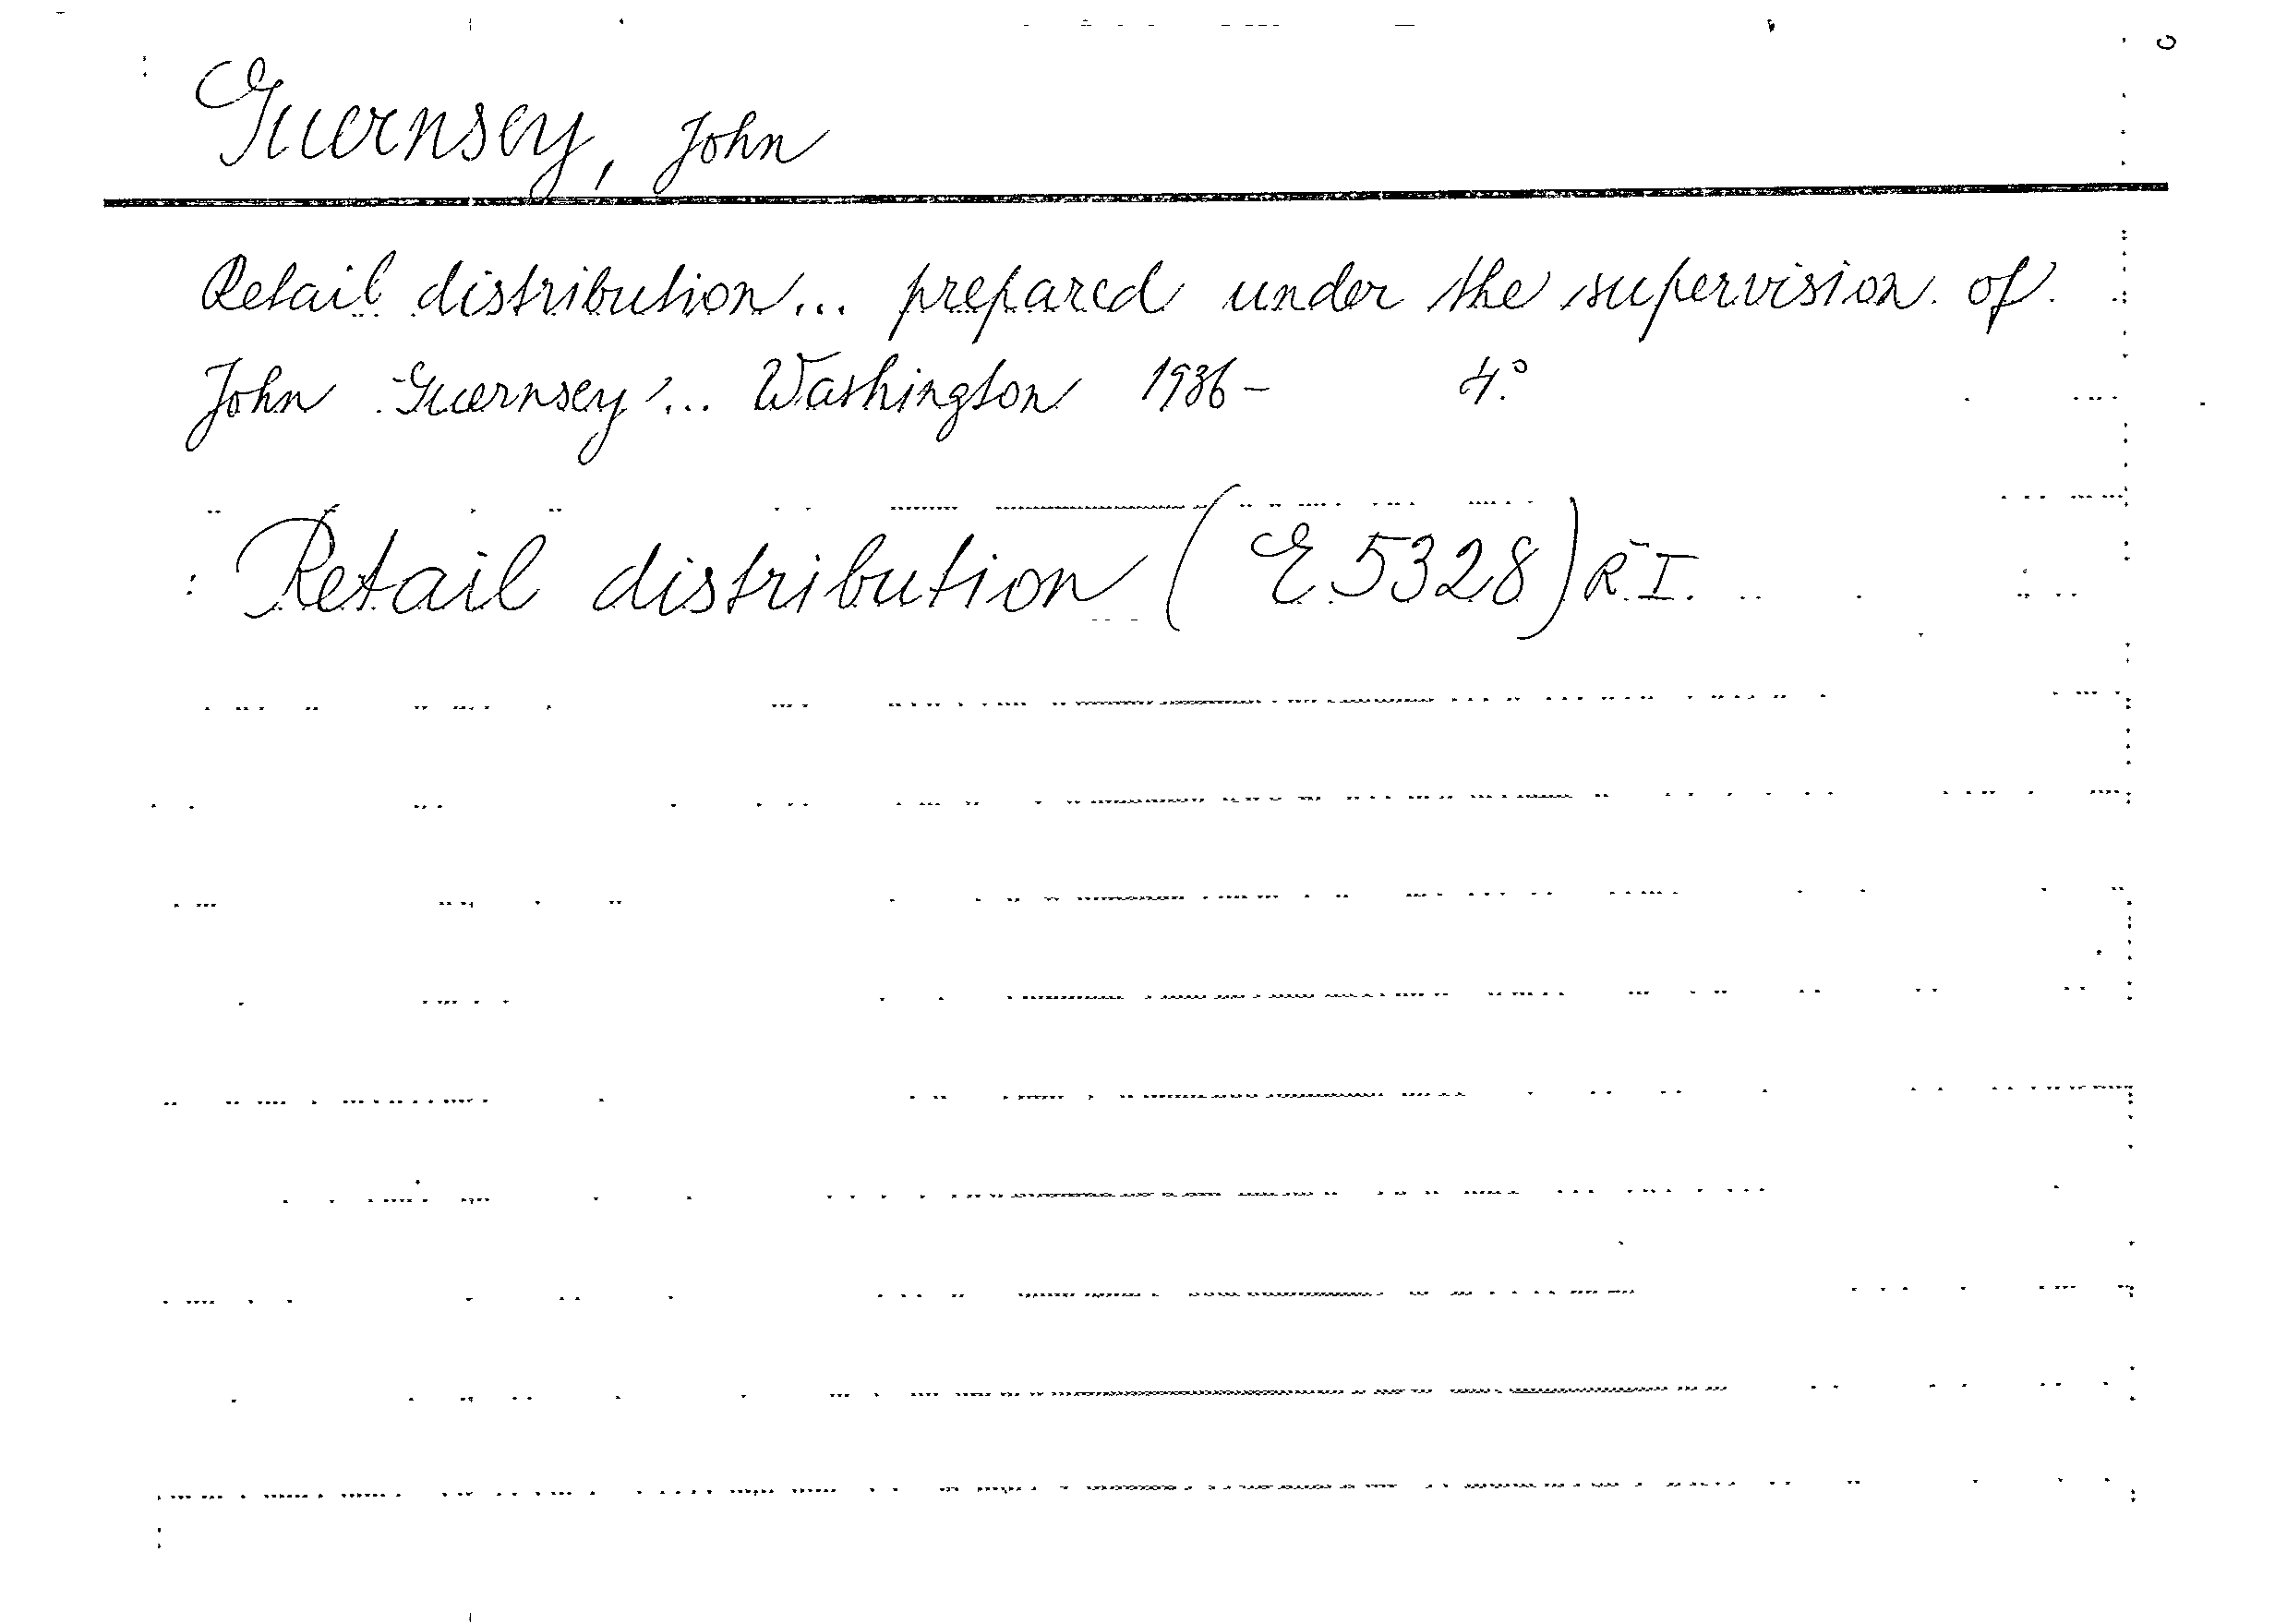 Guernsey, John
Retail distribution... prepared under the supervision of
John Guernsey... Washington 1936- 4°
Retail distribution (E 5328) R.I.